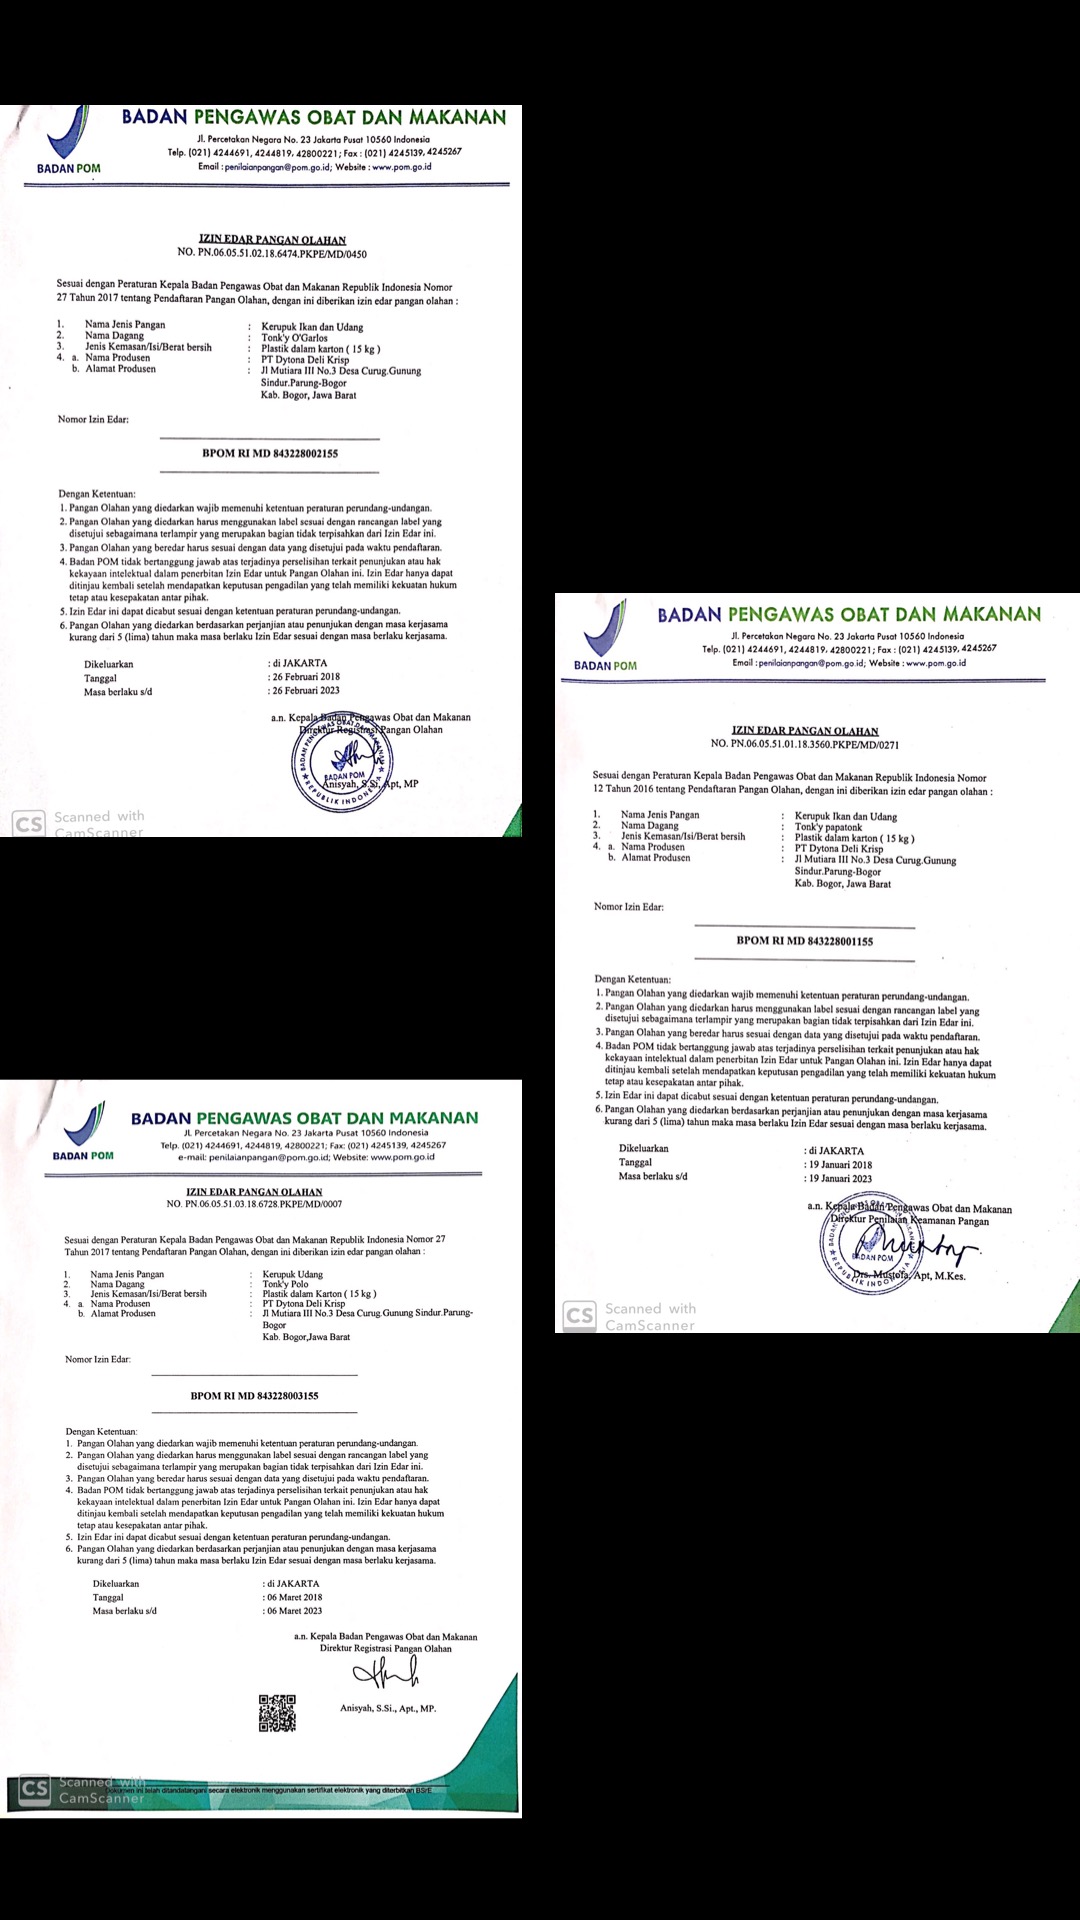 BADAN PENGAWAS OBAT DAN MAKANAN
Jl. Percetakan Negara No. 23 Jakarta Pusat 10560 Indonesia
Telp. (021) 4244691, 4244819, 42800221; Fax : (021) 4245139, 4245267
Email : penilaianpangan@pom.go.id; Website : www.pom.go.id
BADAN POM
IZIN EDAR PANGAN OLAHAN
NO. PN.06.05.51.02.18.6474.PKPE/MD/0450
Sesuai dengan Peraturan Kepala Badan Pengawas Obat dan Makanan Republik Indonesia Nomor
27 Tahun 2017 tentang Pendaftaran Pangan Olahan, dengan ini diberikan izin edar pangan olahan :
1. Nama Jenis Pangan : Kerupuk Ikan dan Udang
2. Nama Dagang : Tonk'y O'Garlos
3. Jenis Kemasan/Isi/Berat bersih : Plastik dalam karton ( 15 kg )
4. a. Nama Produsen : PT Dytona Deli Krisp
b. Alamat Produsen : Jl Mutiara III No.3 Desa Curug.Gunung
Sindur.Parung-Bogor
Kab. Bogor, Jawa Barat
Nomor Izin Edar:
BPOM RI MD 843228002155
Dengan Ketentuan:
1. Pangan Olahan yang diedarkan wajib memenuhi ketentuan peraturan perundang-undangan.
2. Pangan Olahan yang diedarkan harus menggunakan label sesuai dengan rancangan label yang
disetujui sebagaimana terlampir yang merupakan bagian tidak terpisahkan dari Izin Edar ini.
3. Pangan Olahan yang beredar harus sesuai dengan data yang disetujui pada waktu pendaftaran.
4. Badan POM tidak bertanggung jawab atas terjadinya perselisihan terkait penunjukan atau hak
kekayaan intelektual dalam penerbitan Izin Edar untuk Pangan Olahan ini. Izin Edar hanya dapat
ditinjau kembali setelah mendapatkan keputusan pengadilan yang telah memiliki kekuatan hukum
tetap atau kesepakatan antar pihak.
5. Izin Edar ini dapat dicabut sesuai dengan ketentuan peraturan perundang-undangan.
6. Pangan Olahan yang diedarkan berdasarkan perjanjian atau penunjukan dengan masa kerjasama
kurang dari 5 (lima) tahun maka masa berlaku Izin Edar sesuai dengan masa berlaku kerjasama.
Dikeluarkan : di JAKARTA
Tanggal : 26 Februari 2018
Masa berlaku s/d : 26 Februari 2023
a.n. Kepala Badan Pengawas Obat dan Makanan
Direktur Registrasi Pangan Olahan
BADAN PENGAWAS OBAT DAN MAKANAN
BADAN POM
REPUBLIK INDONESIA
Anisyah, S.Si, Apt, MP
CS Scanned with
CamScanner
BADAN PENGAWAS OBAT DAN MAKANAN
Jl. Percetakan Negara No. 23 Jakarta Pusat 10560 Indonesia
Telp. (021) 4244691, 4244819, 42800221; Fax : (021) 4245139, 4245267
Email : penilaianpangan@pom.go.id; Website : www.pom.go.id
BADAN POM
IZIN EDAR PANGAN OLAHAN
NO. PN.06.05.51.01.18.3560.PKPE/MD/0271
Sesuai dengan Peraturan Kepala Badan Pengawas Obat dan Makanan Republik Indonesia Nomor
12 Tahun 2016 tentang Pendaftaran Pangan Olahan, dengan ini diberikan izin edar pangan olahan :
1. Nama Jenis Pangan : Kerupuk Ikan dan Udang
2. Nama Dagang : Tonk'y papatonk
3. Jenis Kemasan/Isi/Berat bersih : Plastik dalam karton ( 15 kg )
4. a. Nama Produsen : PT Dytona Deli Krisp
b. Alamat Produsen : Jl Mutiara III No.3 Desa Curug.Gunung
Sindur.Parung-Bogor
Kab. Bogor, Jawa Barat
Nomor Izin Edar:
BPOM RI MD 843228001155
Dengan Ketentuan:
1. Pangan Olahan yang diedarkan wajib memenuhi ketentuan peraturan perundang-undangan.
2. Pangan Olahan yang diedarkan harus menggunakan label sesuai dengan rancangan label yang
disetujui sebagaimana terlampir yang merupakan bagian tidak terpisahkan dari Izin Edar ini.
3. Pangan Olahan yang beredar harus sesuai dengan data yang disetujui pada waktu pendaftaran.
4. Badan POM tidak bertanggung jawab atas terjadinya perselisihan terkait penunjukan atau hak
kekayaan intelektual dalam penerbitan Izin Edar untuk Pangan Olahan ini. Izin Edar hanya dapat
ditinjau kembali setelah mendapatkan keputusan pengadilan yang telah memiliki kekuatan hukum
tetap atau kesepakatan antar pihak.
5. Izin Edar ini dapat dicabut sesuai dengan ketentuan peraturan perundang-undangan.
6. Pangan Olahan yang diedarkan berdasarkan perjanjian atau penunjukan dengan masa kerjasama
kurang dari 5 (lima) tahun maka masa berlaku Izin Edar sesuai dengan masa berlaku kerjasama.
Dikeluarkan : di JAKARTA
Tanggal : 19 Januari 2018
Masa berlaku s/d : 19 Januari 2023
a.n. Kepala Badan Pengawas Obat dan Makanan
Direktur Penilaian Keamanan Pangan
BADAN POM
REPUBLIK INDONESIA
Drs. Mustofa, Apt, M.Kes.
CS Scanned with
CamScanner
BADAN PENGAWAS OBAT DAN MAKANAN
Jl. Percetakan Negara No. 23 Jakarta Pusat 10560 Indonesia
Telp. (021) 4244691, 4244819, 42800221; Fax: (021) 4245139, 4245267
e-mail: penilaianpangan@pom.go.id; Website: www.pom.go.id
BADAN POM
IZIN EDAR PANGAN OLAHAN
NO. PN.06.05.51.03.18.6728.PKPE/MD/0007
Sesuai dengan Peraturan Kepala Badan Pengawas Obat dan Makanan Republik Indonesia Nomor 27
Tahun 2017 tentang Pendaftaran Pangan Olahan, dengan ini diberikan izin edar pangan olahan :
1. Nama Jenis Pangan : Kerupuk Udang
2. Nama Dagang : Tonk'y Polo
3. Jenis Kemasan/Isi/Berat bersih : Plastik dalam Karton ( 15 kg )
4. a Nama Produsen : PT Dytona Deli Krisp
b. Alamat Produsen : Jl Mutiara III No.3 Desa Curug.Gunung Sindur.Parung-
Bogor
Kab. Bogor,Jawa Barat
Nomor Izin Edar:
BPOM RI MD 843228003155
Dengan Ketentuan:
1. Pangan Olahan yang diedarkan wajib memenuhi ketentuan peraturan perundang-undangan.
2. Pangan Olahan yang diedarkan harus menggunakan label sesuai dengan rancangan label yang
disetujui sebagaimana terlampir yang merupakan bagian tidak terpisahkan dari Izin Edar ini.
3. Pangan Olahan yang beredar harus sesuai dengan data yang disetujui pada waktu pendaftaran.
4. Badan POM tidak bertanggung jawab atas terjadinya perselisihan terkait penunjukan atau hak
kekayaan intelektual dalam penerbitan Izin Edar untuk Pangan Olahan ini. Izin Edar hanya dapat
ditinjau kembali setelah mendapatkan keputusan pengadilan yang telah memiliki kekuatan hukum
tetap atau kesepakatan antar pihak.
5. Izin Edar ini dapat dicabut sesuai dengan ketentuan peraturan perundang-undangan.
6. Pangan Olahan yang diedarkan berdasarkan perjanjian atau penunjukan dengan masa kerjasama
kurang dari 5 (lima) tahun maka masa berlaku Izin Edar sesuai dengan masa berlaku kerjasama.
Dikeluarkan : di JAKARTA
Tanggal : 06 Maret 2018
Masa berlaku s/d : 06 Maret 2023
a.n. Kepala Badan Pengawas Obat dan Makanan
Direktur Registrasi Pangan Olahan
Anisyah, S.Si., Apt., MP.
CS Scanned with
CamScanner
Dokumen ini telah ditandatangani secara elektronik menggunakan sertifikat elektronik yang diterbitkan BSrE